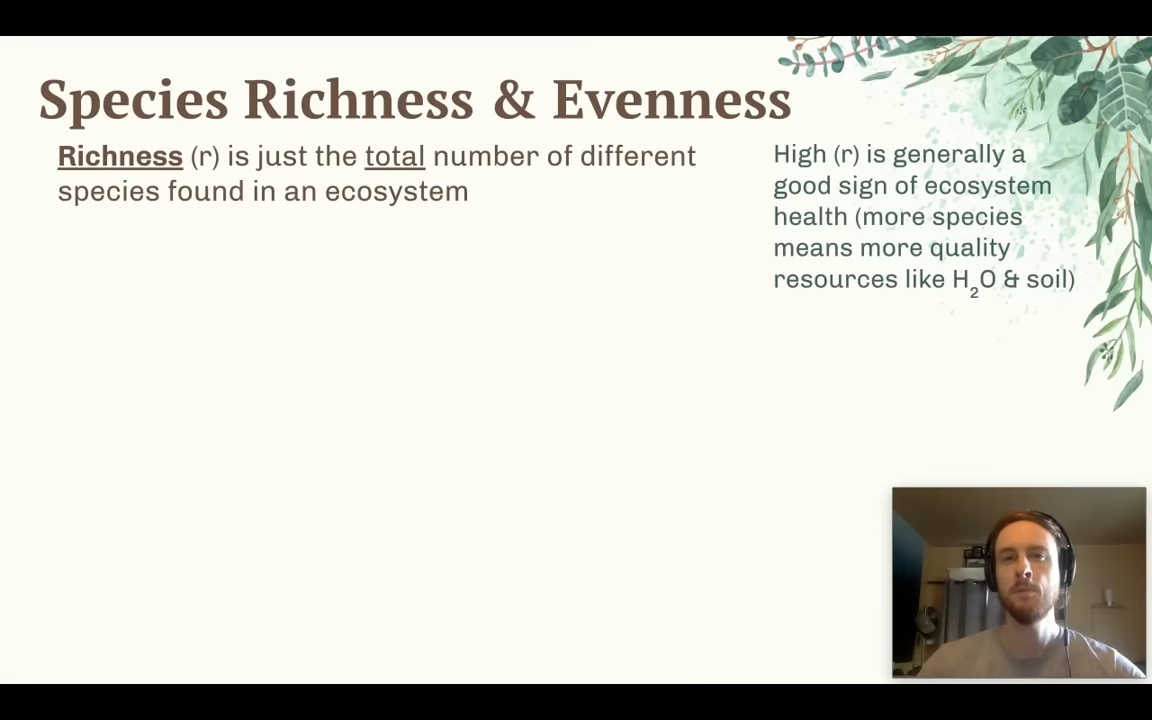 Species Richness & Evenness
Richness (r) is just the total number of different
species found in an ecosystem
High (r) is generally a
good sign of ecosystem
health (more species
means more quality
resources like H₂O & soil)